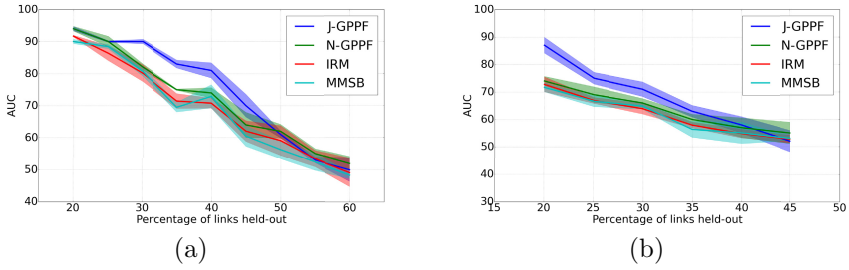 100
90
80
70
60
50
40
AUC
20
30
40
50
60
Percentage of links held-out
J-GPPF
N-GPPF
IRM
MMSB
(a)
100
90
80
70
60
50
40
30
AUC
15
20
25
30
35
40
45
50
Percentage of links held-out
J-GPPF
N-GPPF
IRM
MMSB
(b)